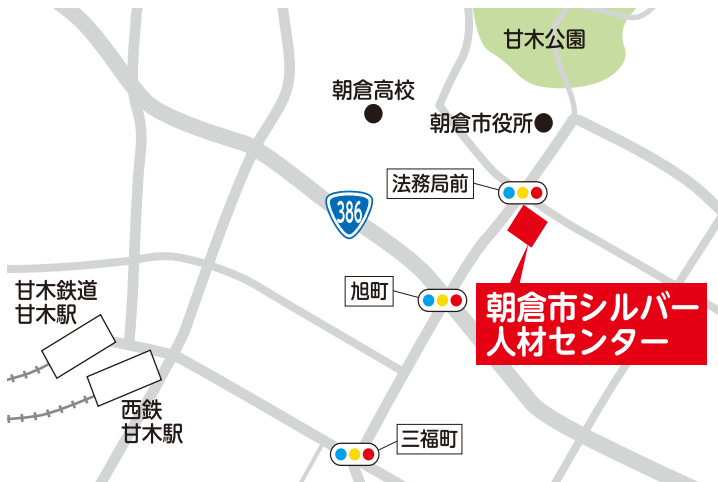 甘木公園
朝倉高校
朝倉市役所
法務局前
386
旭町
甘木鉄道
甘木駅
朝倉市シルバー
人材センター
西鉄
甘木駅
三福町